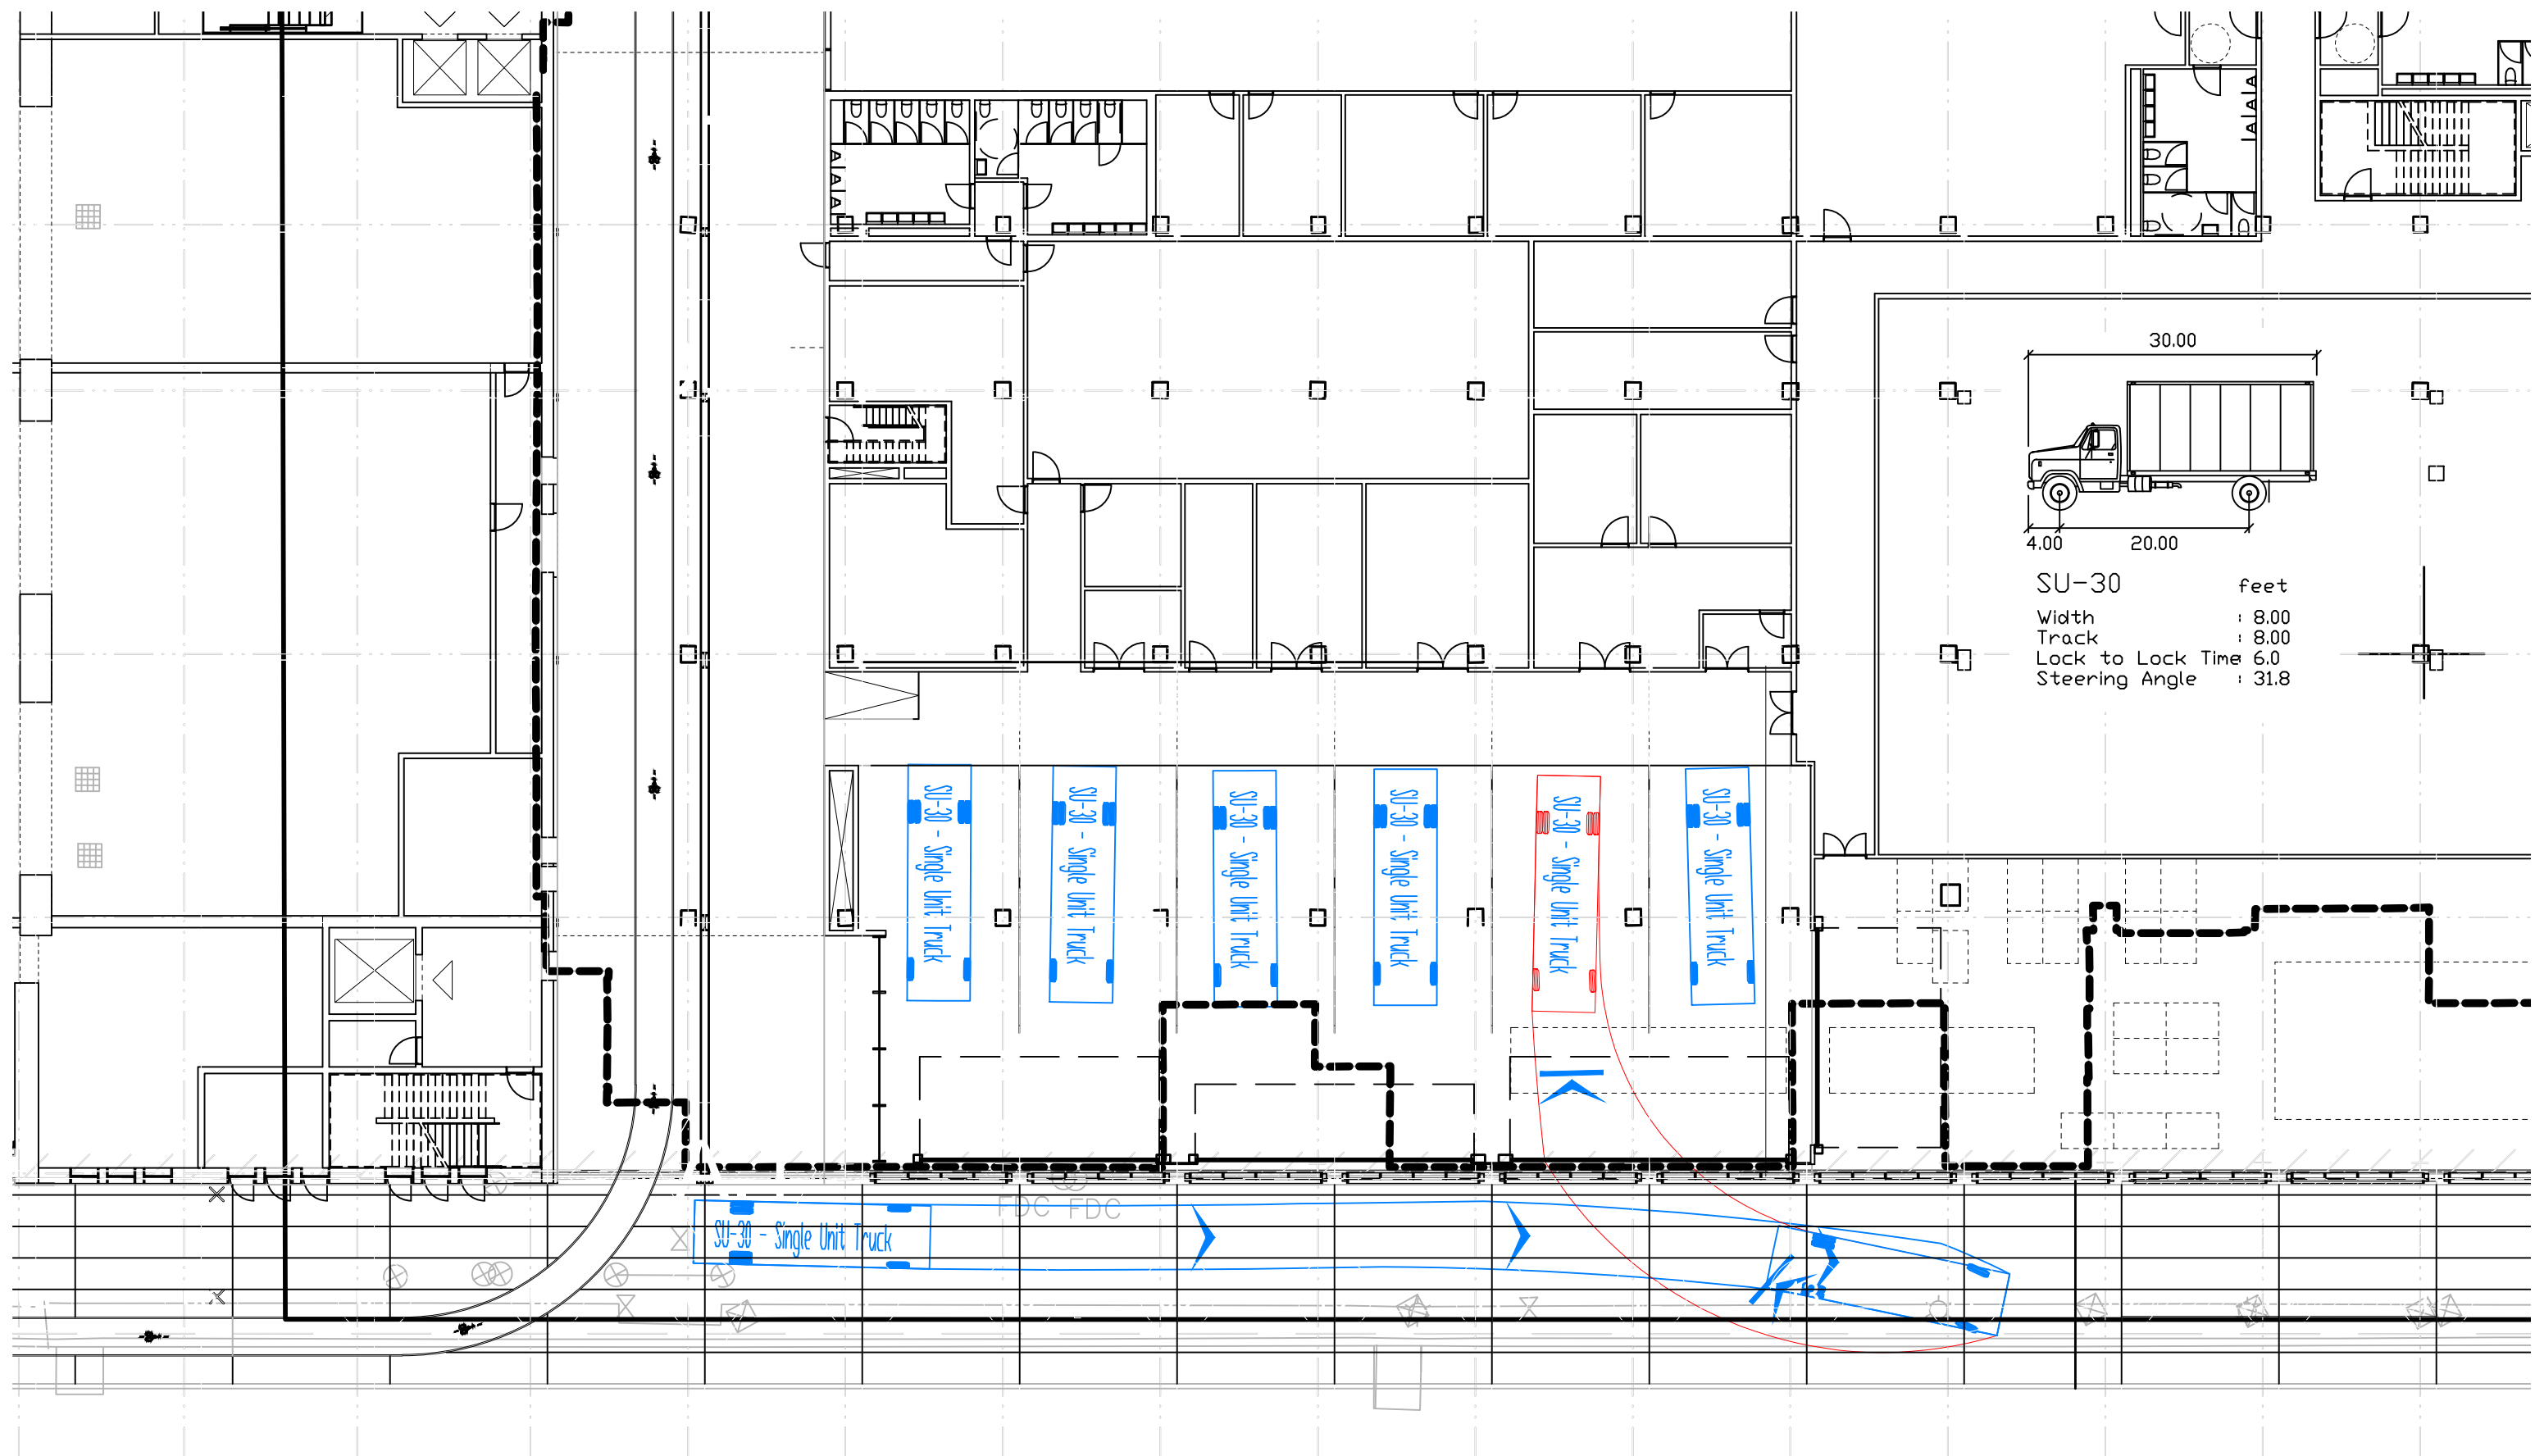 30.00
4.00 20.00
SU-30 feet
Width : 8.00
Track : 8.00
Lock to Lock Time : 6.0
Steering Angle : 31.8
SU-30 - Single Unit Truck
SU-30 - Single Unit Truck
SU-30 - Single Unit Truck
SU-30 - Single Unit Truck
SU-30 - Single Unit Truck
SU-30 - Single Unit Truck
FDC FDC
SU-30 - Single Unit Truck